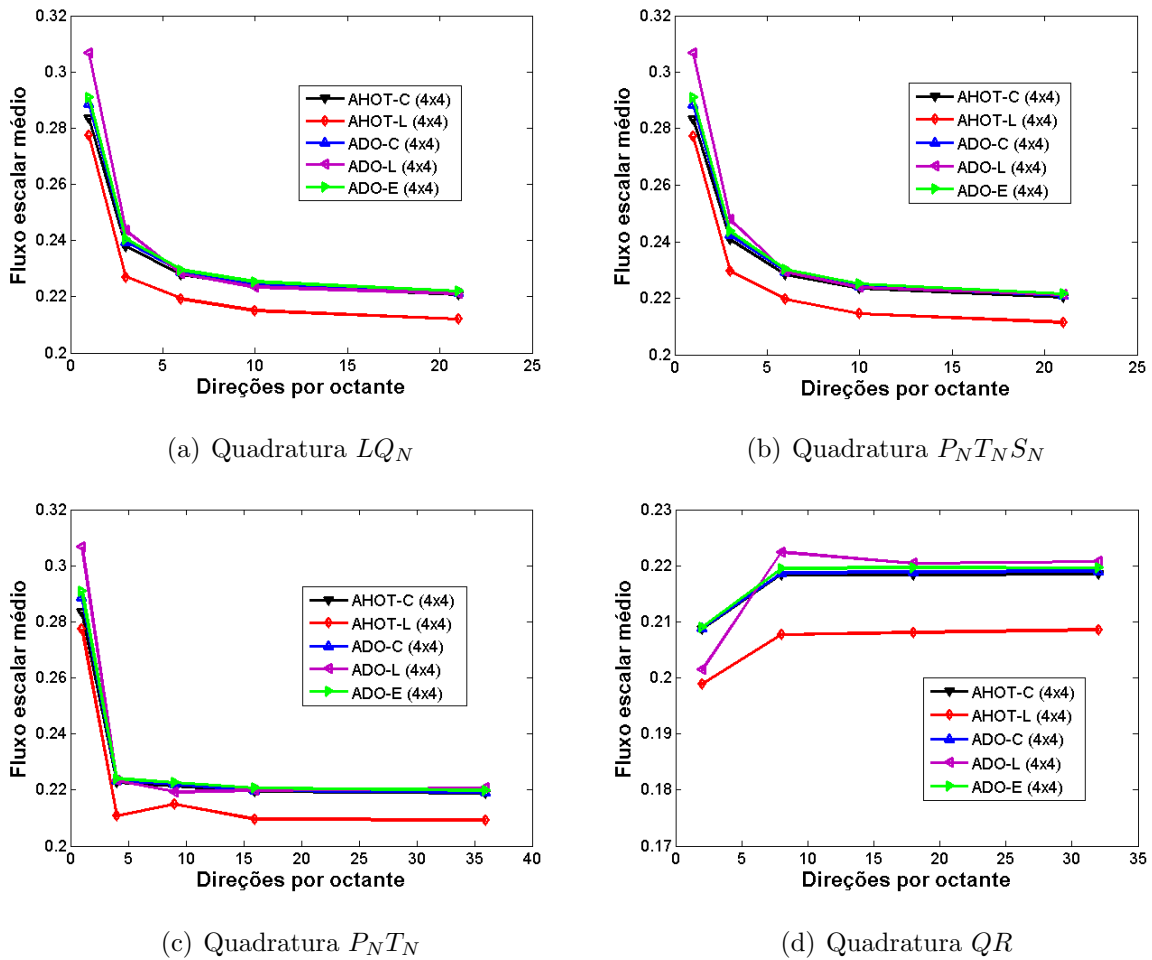 0.32
0.3
0.28
0.26
0.24
0.22
0.2
0
5
10
15
20
25
Fluxo escalar médio
Direções por octante
AHOT-C (4x4)
AHOT-L (4x4)
ADO-C (4x4)
ADO-L (4x4)
ADO-E (4x4)
(a) Quadratura LQ_N
0.32
0.3
0.28
0.26
0.24
0.22
0.2
0
5
10
15
20
25
Fluxo escalar médio
Direções por octante
AHOT-C (4x4)
AHOT-L (4x4)
ADO-C (4x4)
ADO-L (4x4)
ADO-E (4x4)
(b) Quadratura P_NT_NS_N
0.32
0.3
0.28
0.26
0.24
0.22
0.2
0
5
10
15
20
25
30
35
40
Fluxo escalar médio
Direções por octante
AHOT-C (4x4)
AHOT-L (4x4)
ADO-C (4x4)
ADO-L (4x4)
ADO-E (4x4)
(c) Quadratura P_NT_N
0.23
0.22
0.21
0.2
0.19
0.18
0.17
0
5
10
15
20
25
30
35
Fluxo escalar médio
Direções por octante
AHOT-C (4x4)
AHOT-L (4x4)
ADO-C (4x4)
ADO-L (4x4)
ADO-E (4x4)
(d) Quadratura QR